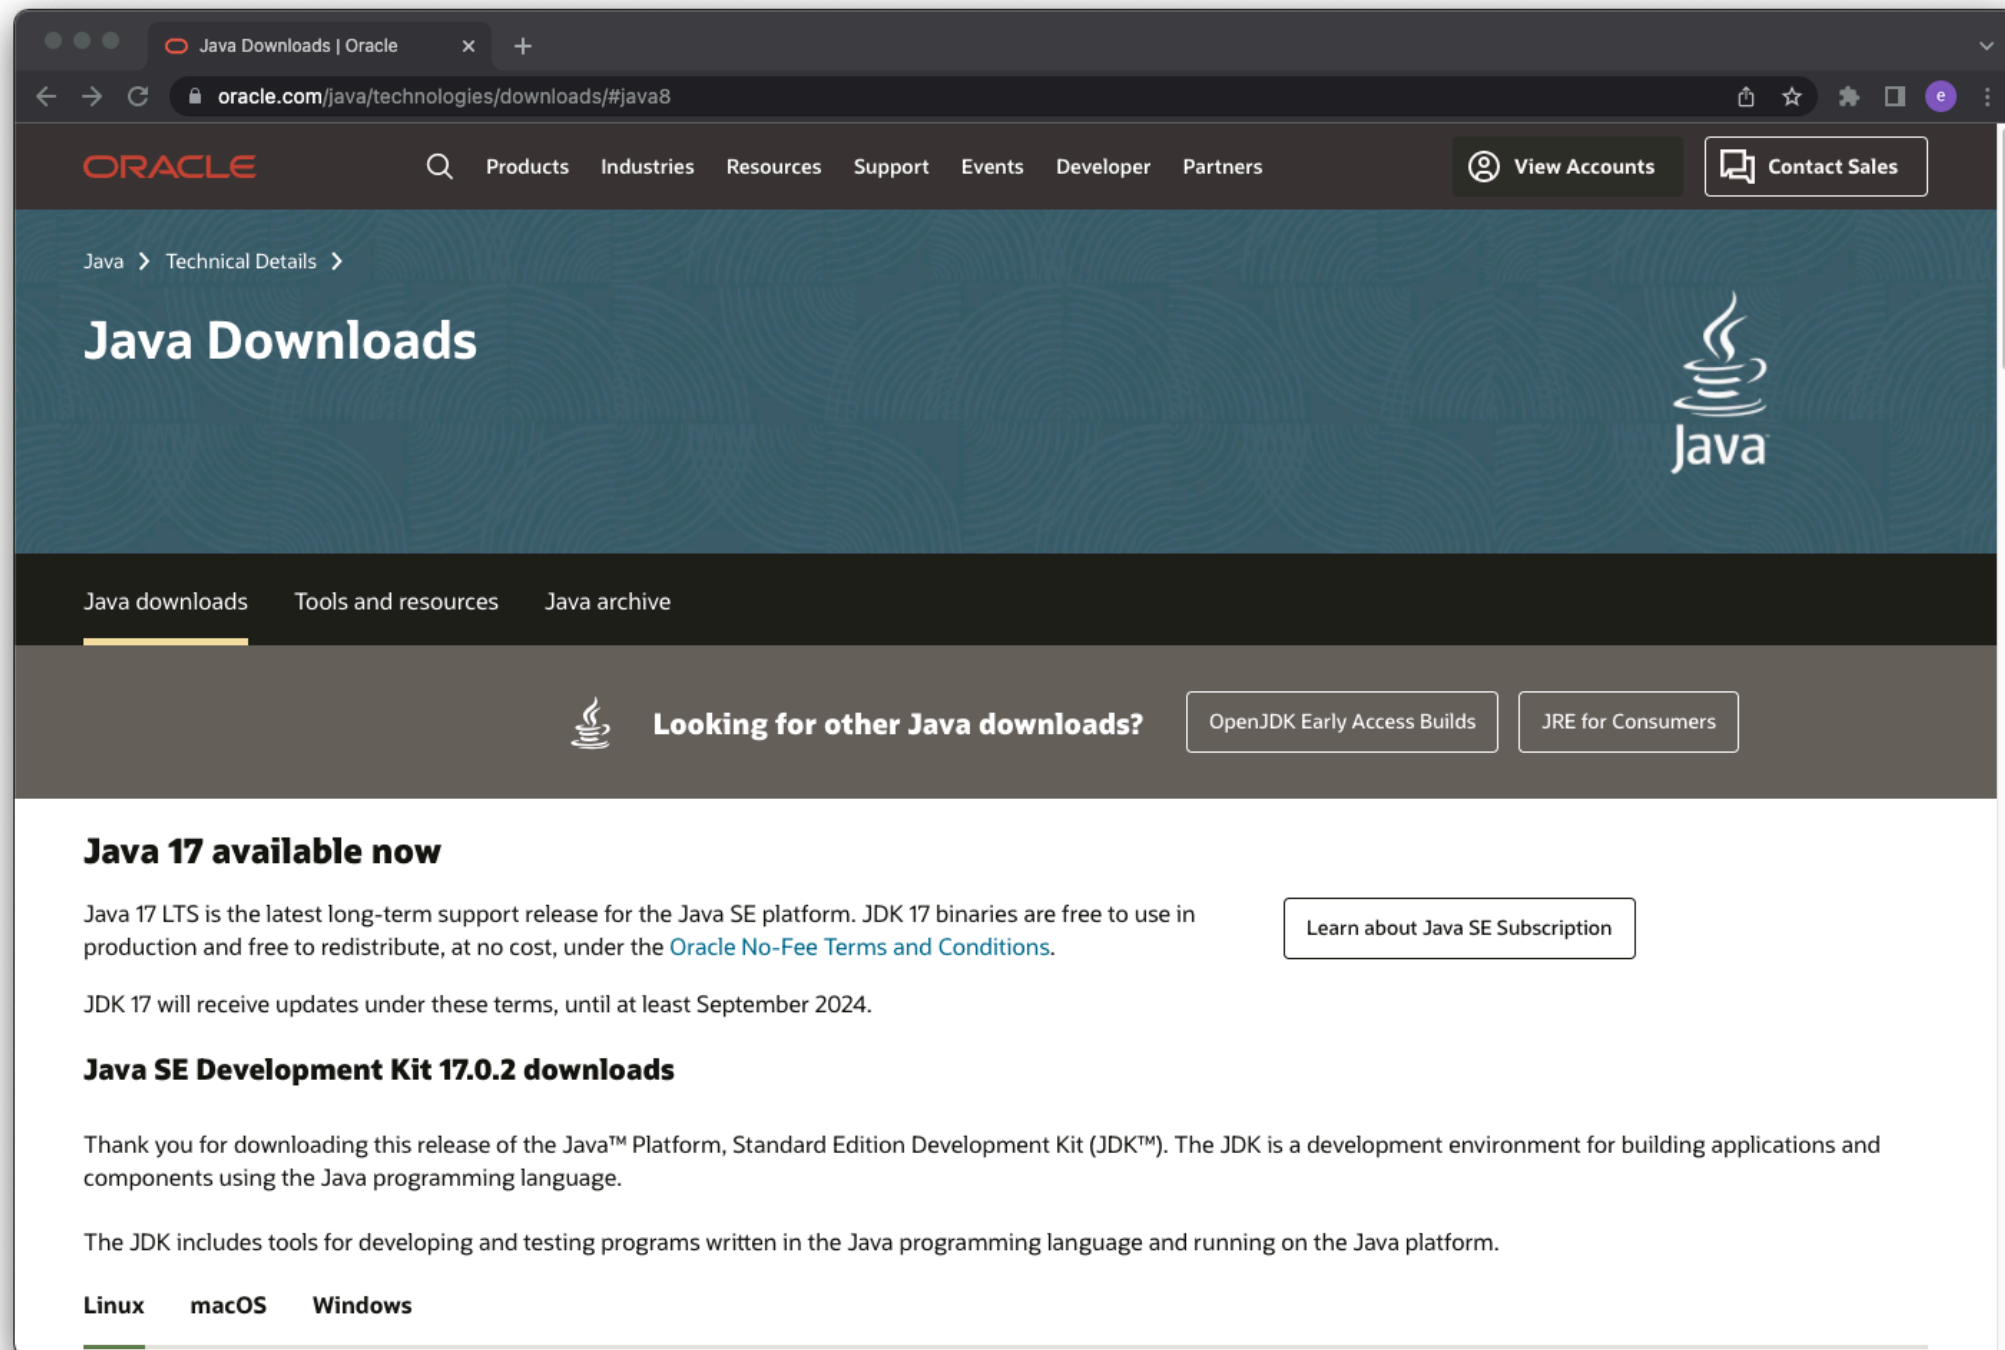 Java Downloads | Oracle
oracle.com/java/technologies/downloads/#java8
e
ORACLE
Products Industries Resources Support Events Developer Partners
View Accounts
Contact Sales
Java Technical Details
Java Downloads
Java
Java downloads Tools and resources Java archive
Looking for other Java downloads?
OpenJDK Early Access Builds
JRE for Consumers
Java 17 available now
Java 17 LTS is the latest long-term support release for the Java SE platform. JDK 17 binaries are free to use in
production and free to redistribute, at no cost, under the Oracle No-Fee Terms and Conditions.
Learn about Java SE Subscription
JDK 17 will receive updates under these terms, until at least September 2024.
Java SE Development Kit 17.0.2 downloads
Thank you for downloading this release of the Java™ Platform, Standard Edition Development Kit (JDK™). The JDK is a development environment for building applications and
components using the Java programming language.
The JDK includes tools for developing and testing programs written in the Java programming language and running on the Java platform.
Linux macOS Windows